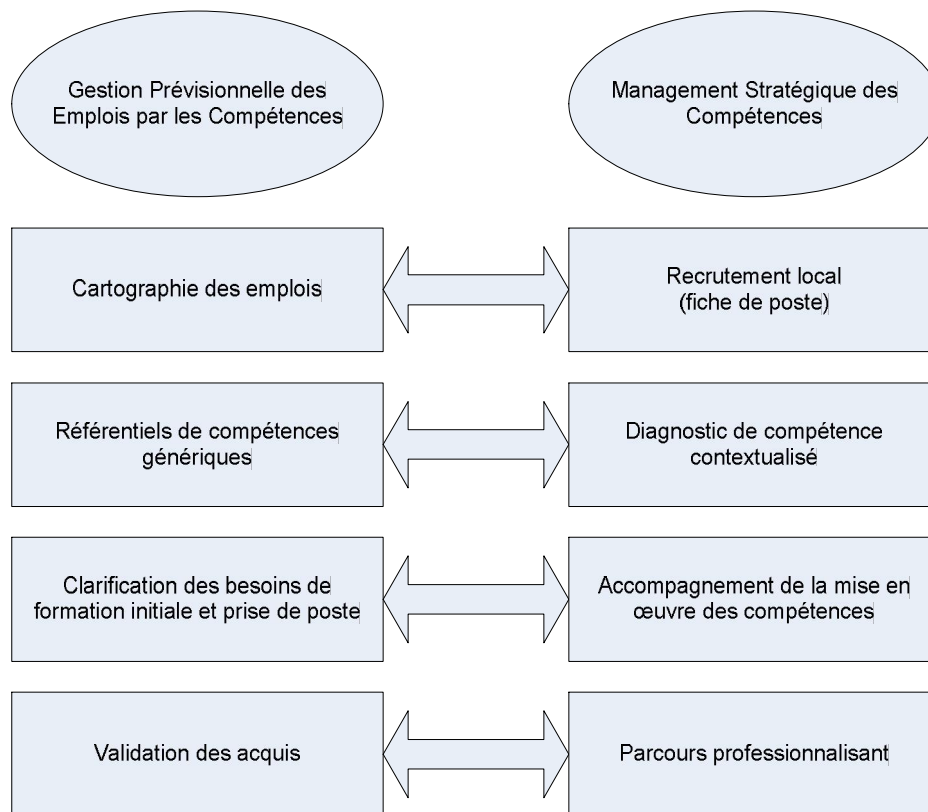 Gestion Prévisionnelle des
Emplois par les Compétences
Management Stratégique des
Compétences
Cartographie des emplois
Recrutement local
(fiche de poste)
Référentiels de compétences
génériques
Diagnostic de compétence
contextualisé
Clarification des besoins de
formation initiale et prise de poste
Accompagnement de la mise en
œuvre des compétences
Validation des acquis
Parcours professionnalisant